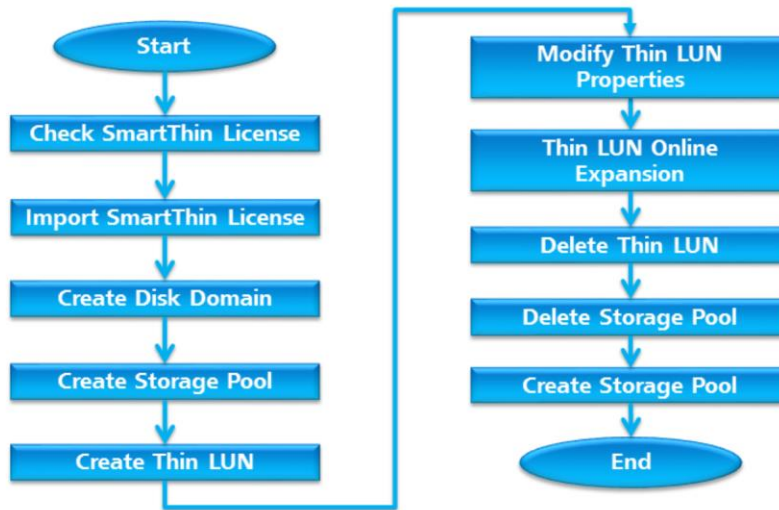 Start
Check SmartThin License
Import SmartThin License
Create Disk Domain
Create Storage Pool
Create Thin LUN
Modify Thin LUN
Properties
Thin LUN Online
Expansion
Delete Thin LUN
Delete Storage Pool
Create Storage Pool
End